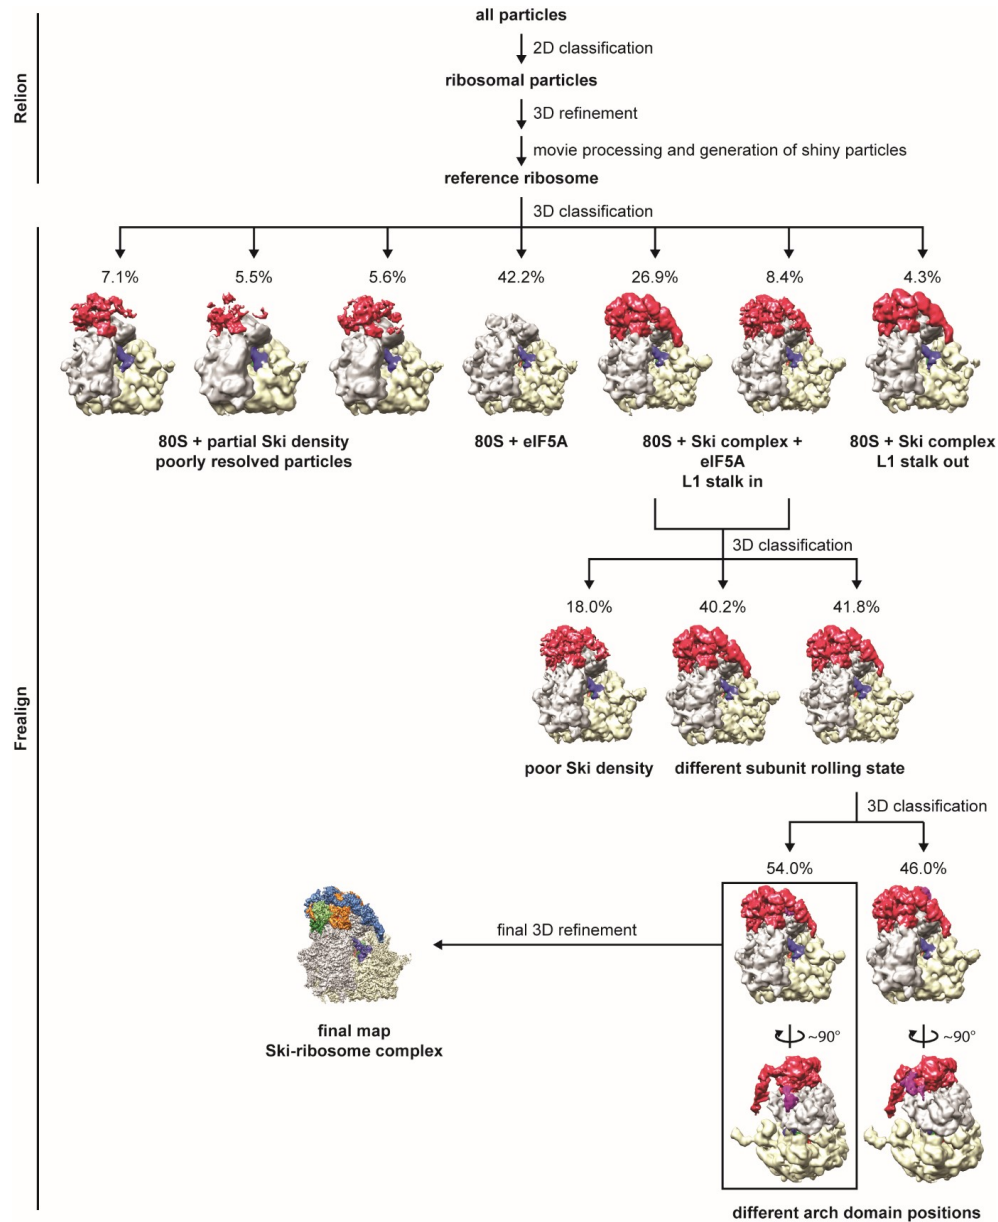 all particles
2D classification
ribosomal particles
3D refinement
movie processing and generation of shiny particles
reference ribosome
3D classification
Relion
7.1%
5.5%
5.6%
42.2%
26.9%
8.4%
4.3%
80S + partial Ski density
poorly resolved particles
80S + eIF5A
80S + Ski complex +
eIF5A
L1 stalk in
80S + Ski complex
L1 stalk out
3D classification
18.0%
40.2%
41.8%
Frealign
poor Ski density
different subunit rolling state
3D classification
54.0%
46.0%
final 3D refinement
final map
Ski-ribosome complex
~90°
~90°
different arch domain positions